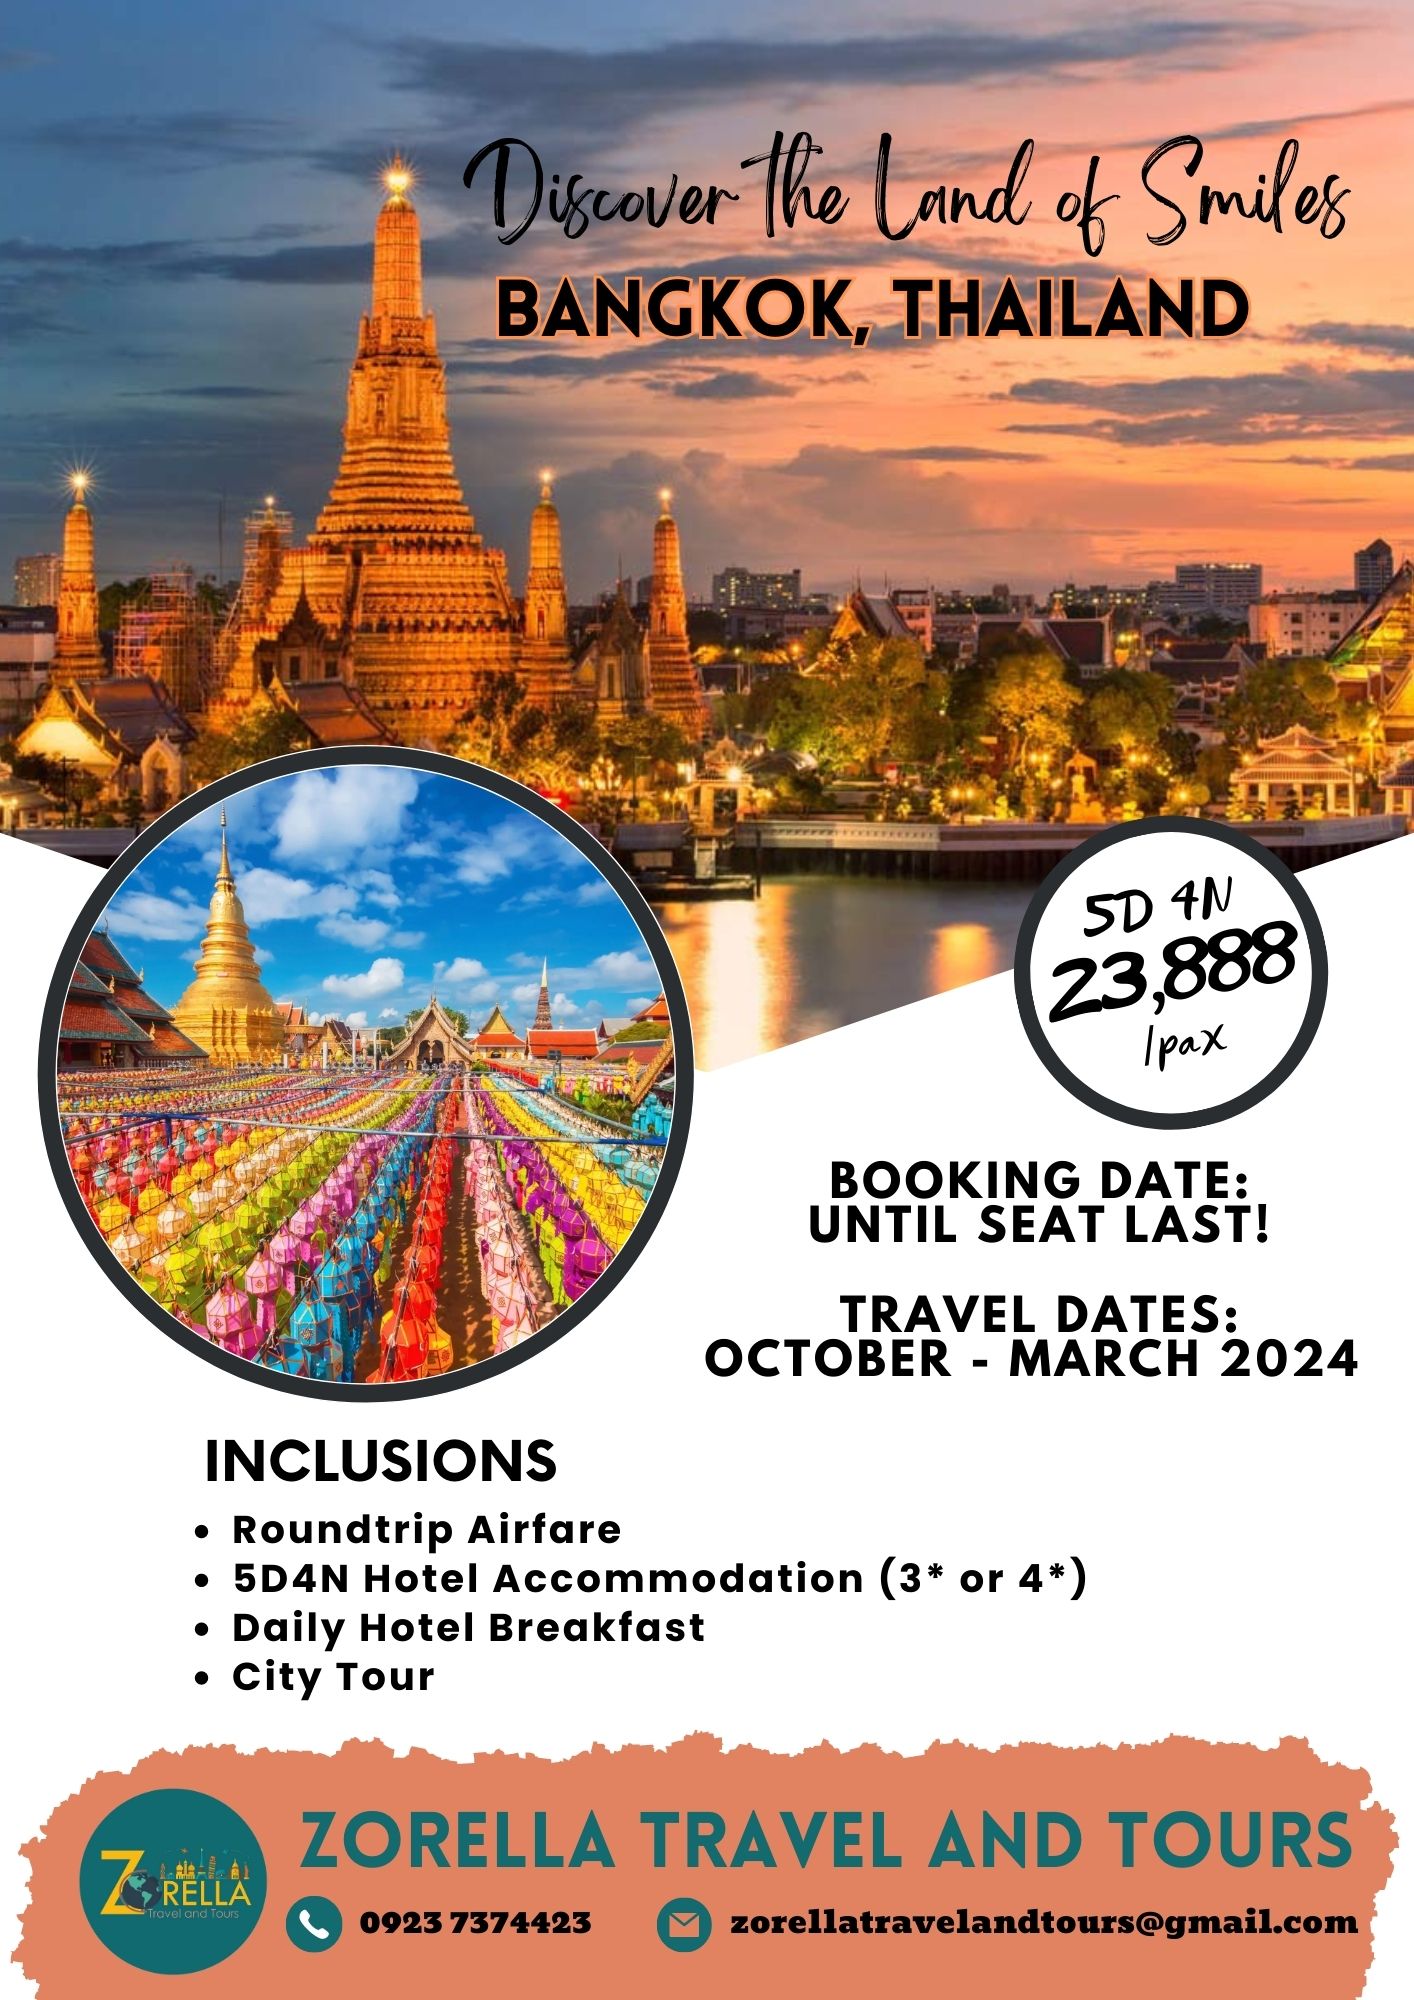 Discover the Land of Smiles
BANGKOK, THAILAND
5D 4N
23,888
/pax
BOOKING DATE:
UNTIL SEAT LAST!
TRAVEL DATES:
OCTOBER - MARCH 2024
INCLUSIONS
• Roundtrip Airfare
• 5D4N Hotel Accommodation (3* or 4*)
• Daily Hotel Breakfast
• City Tour
ZORELLA TRAVEL AND TOURS
ZORELLA
Travel and Tours
0923 7374423
zorellatravelandtours@gmail.com